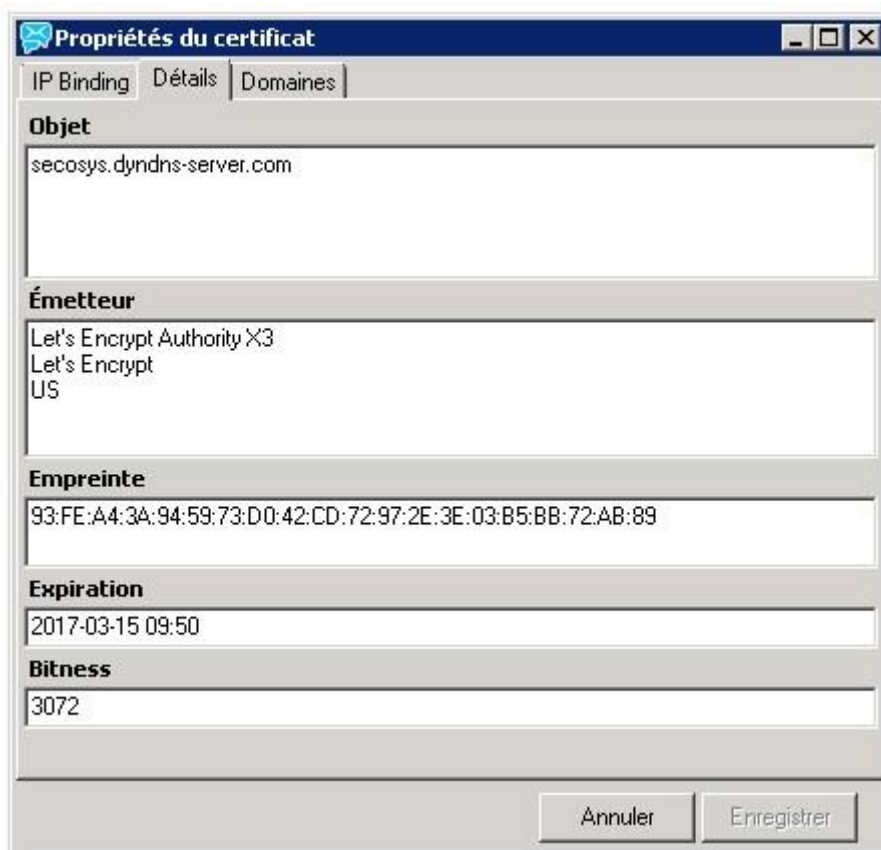 Propriétés du certificat
IP Binding Détails Domaines
Objet
secosys.dyndns-server.com
Émetteur
Let's Encrypt Authority X3
Let's Encrypt
US
Empreinte
93:FE:A4:3A:94:59:73:D0:42:CD:72:97:2E:3E:03:B5:BB:72:AB:89
Expiration
2017-03-15 09:50
Bitness
3072
Annuler Enregistrer